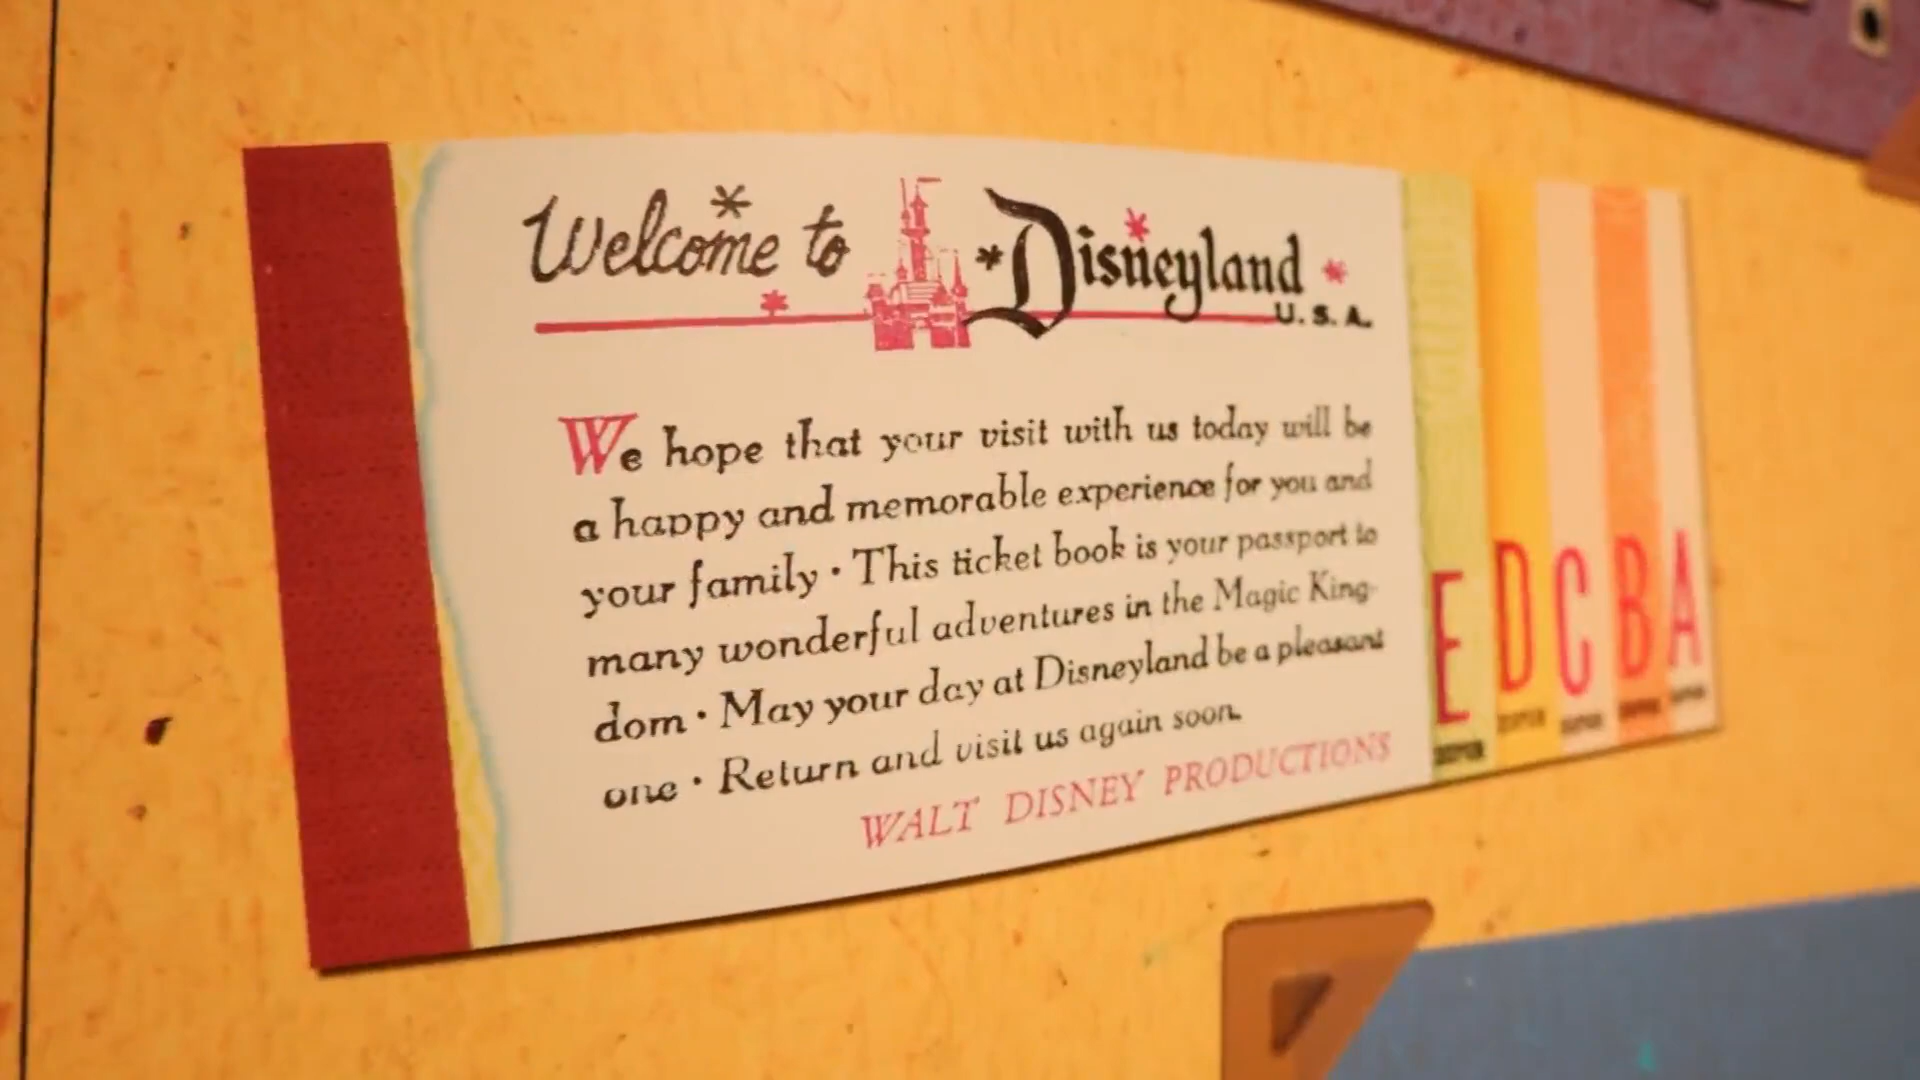 Welcome to Disneyland
U.S.A.
We hope that your visit with us today will be
a happy and memorable experience for you and
your family • This ticket book is your passport to
many wonderful adventures in the Magic King-
dom • May your day at Disneyland be a pleasant
one • Return and visit us again soon.
WALT DISNEY PRODUCTIONS
E D C B A